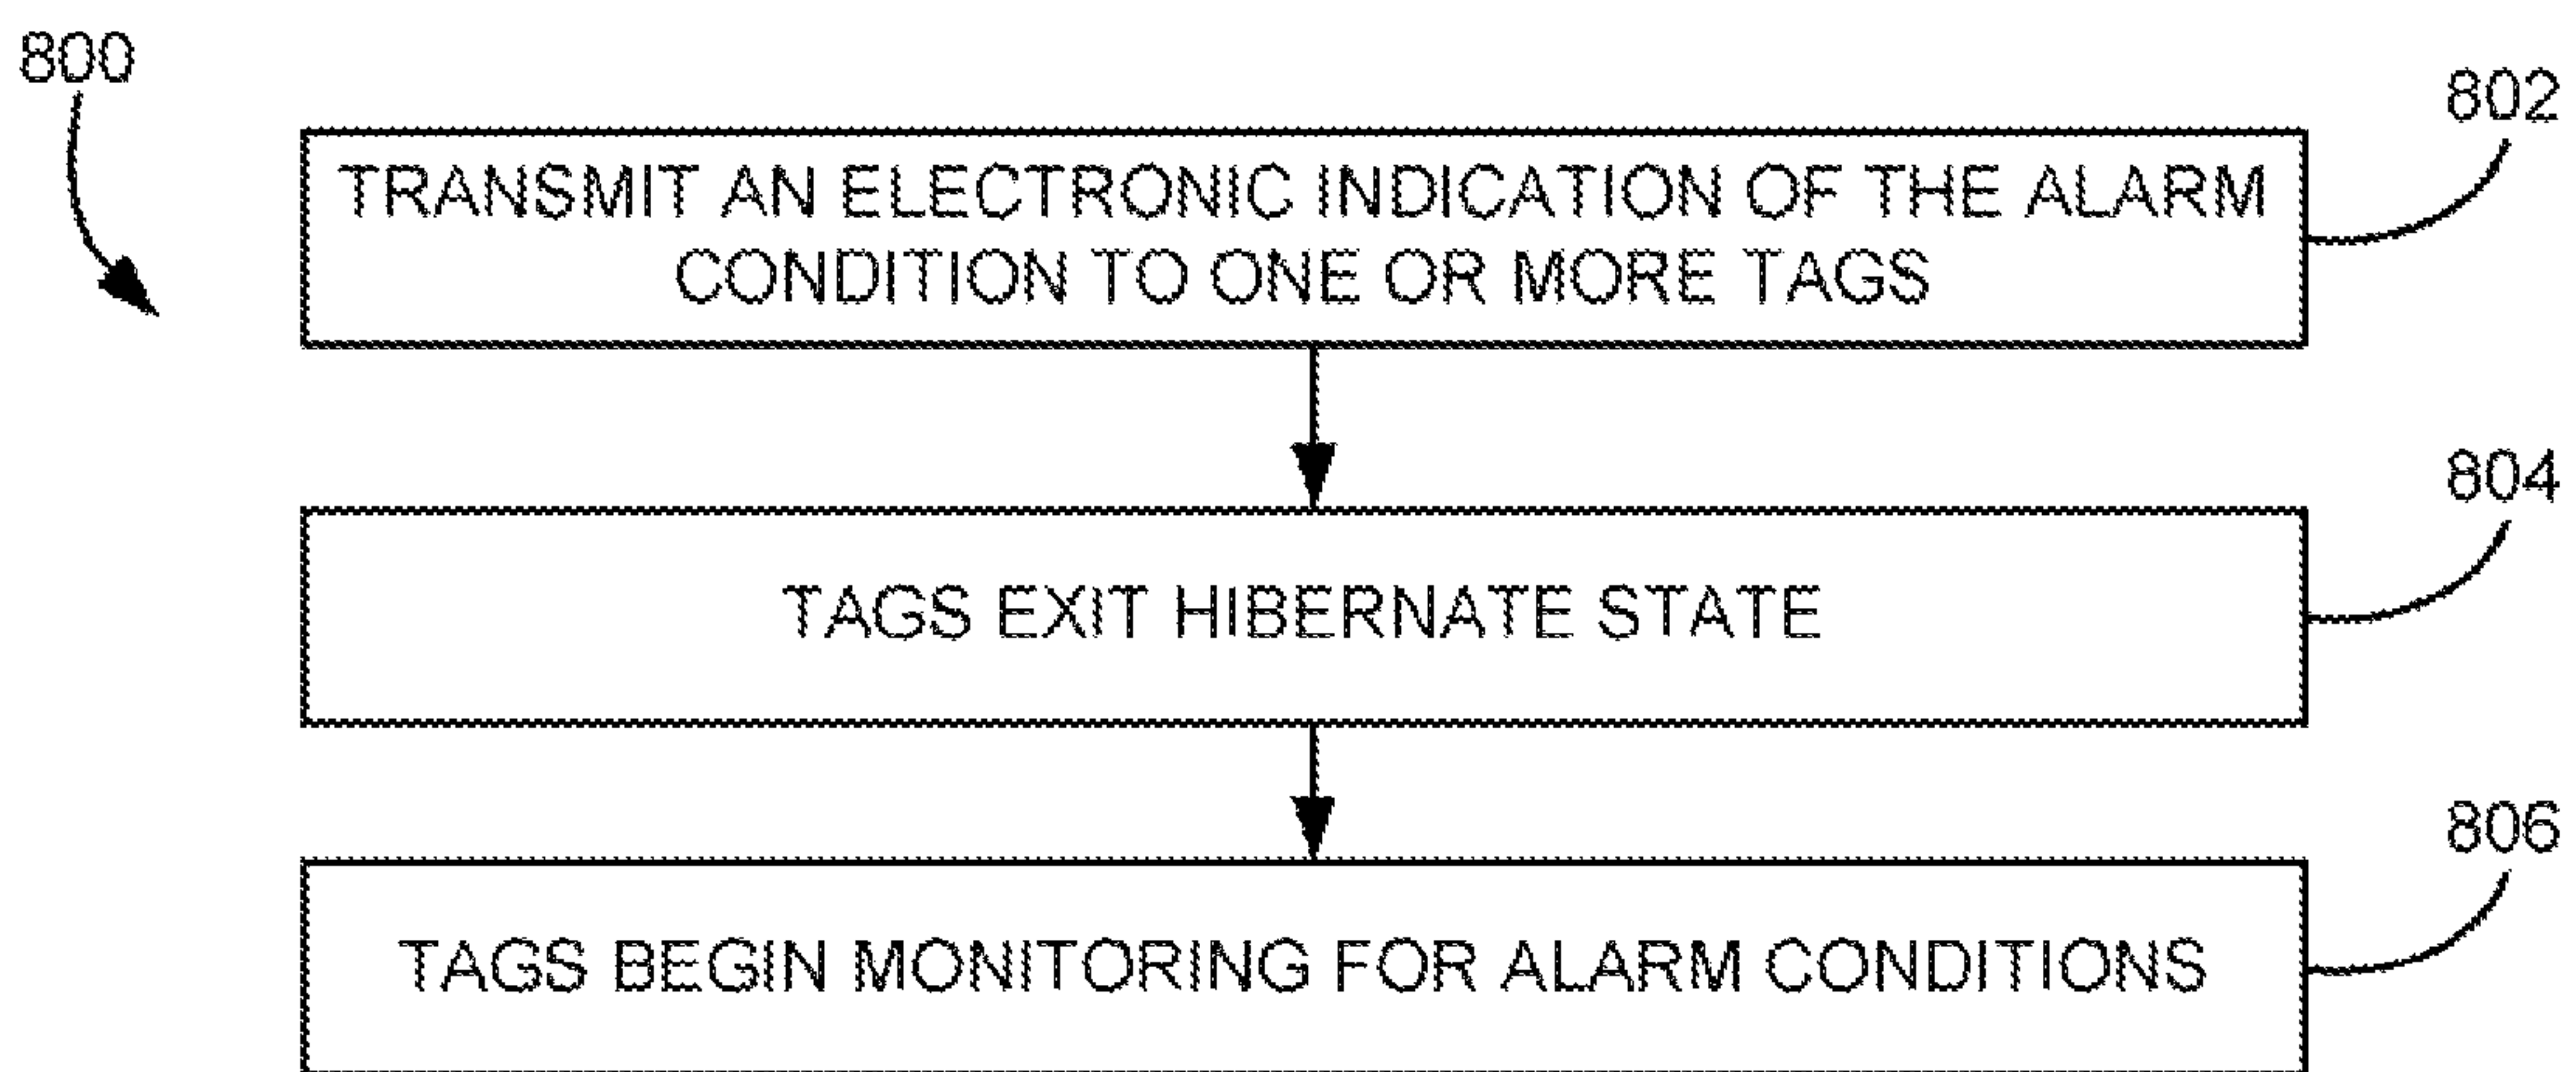 800
802
TRANSMIT AN ELECTRONIC INDICATION OF THE ALARM
CONDITION TO ONE OR MORE TAGS
804
TAGS EXIT HIBERNATE STATE
806
TAGS BEGIN MONITORING FOR ALARM CONDITIONS